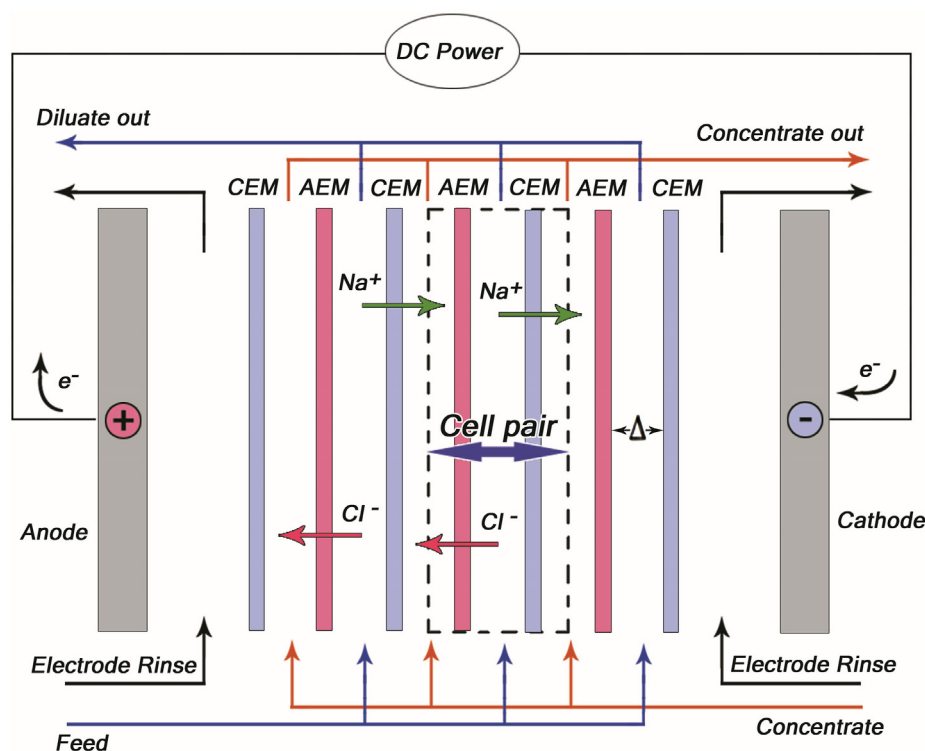 DC Power
Diluate out
Concentrate out
CEM AEM CEM AEM CEM AEM CEM
Na+
Na+
e-
e-
+
-
Cell pair
Δ
Cl -
Cl -
Anode
Cathode
Electrode Rinse
Electrode Rinse
Concentrate
Feed